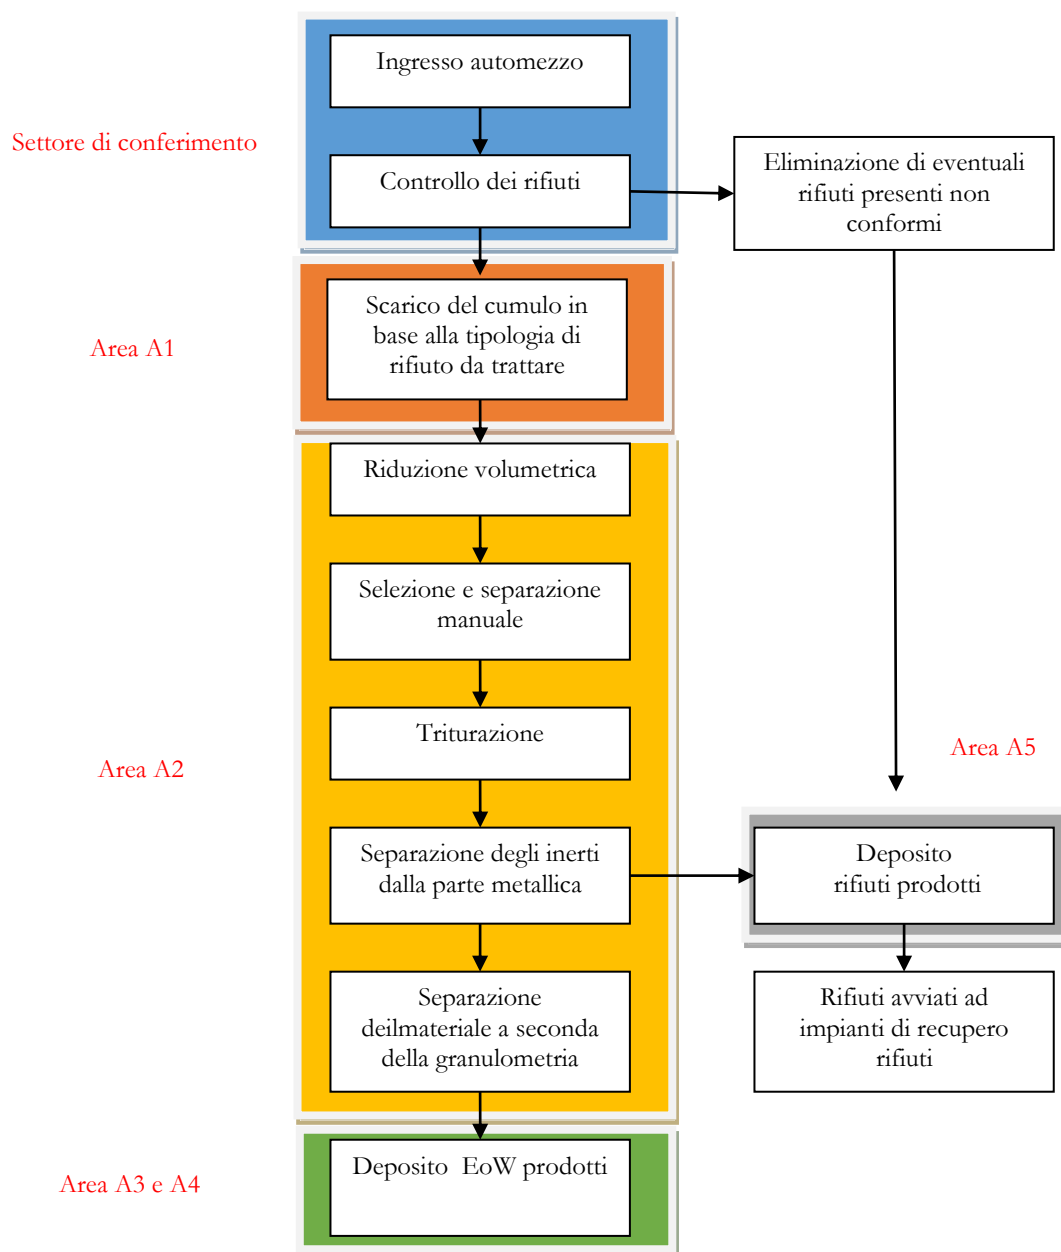 Ingresso automezzo
Settore di conferimento
Controllo dei rifiuti
Eliminazione di eventuali
rifiuti presenti non
conformi
Area A1
Scarico del cumulo in
base alla tipologia di
rifiuto da trattare
Riduzione volumetrica
Selezione e separazione
manuale
Triturazione
Area A2
Area A5
Separazione degli inerti
dalla parte metallica
Deposito
rifiuti prodotti
Separazione
deilmateriale a seconda
della granulometria
Rifiuti avviati ad
impianti di recupero
rifiuti
Deposito EoW prodotti
Area A3 e A4